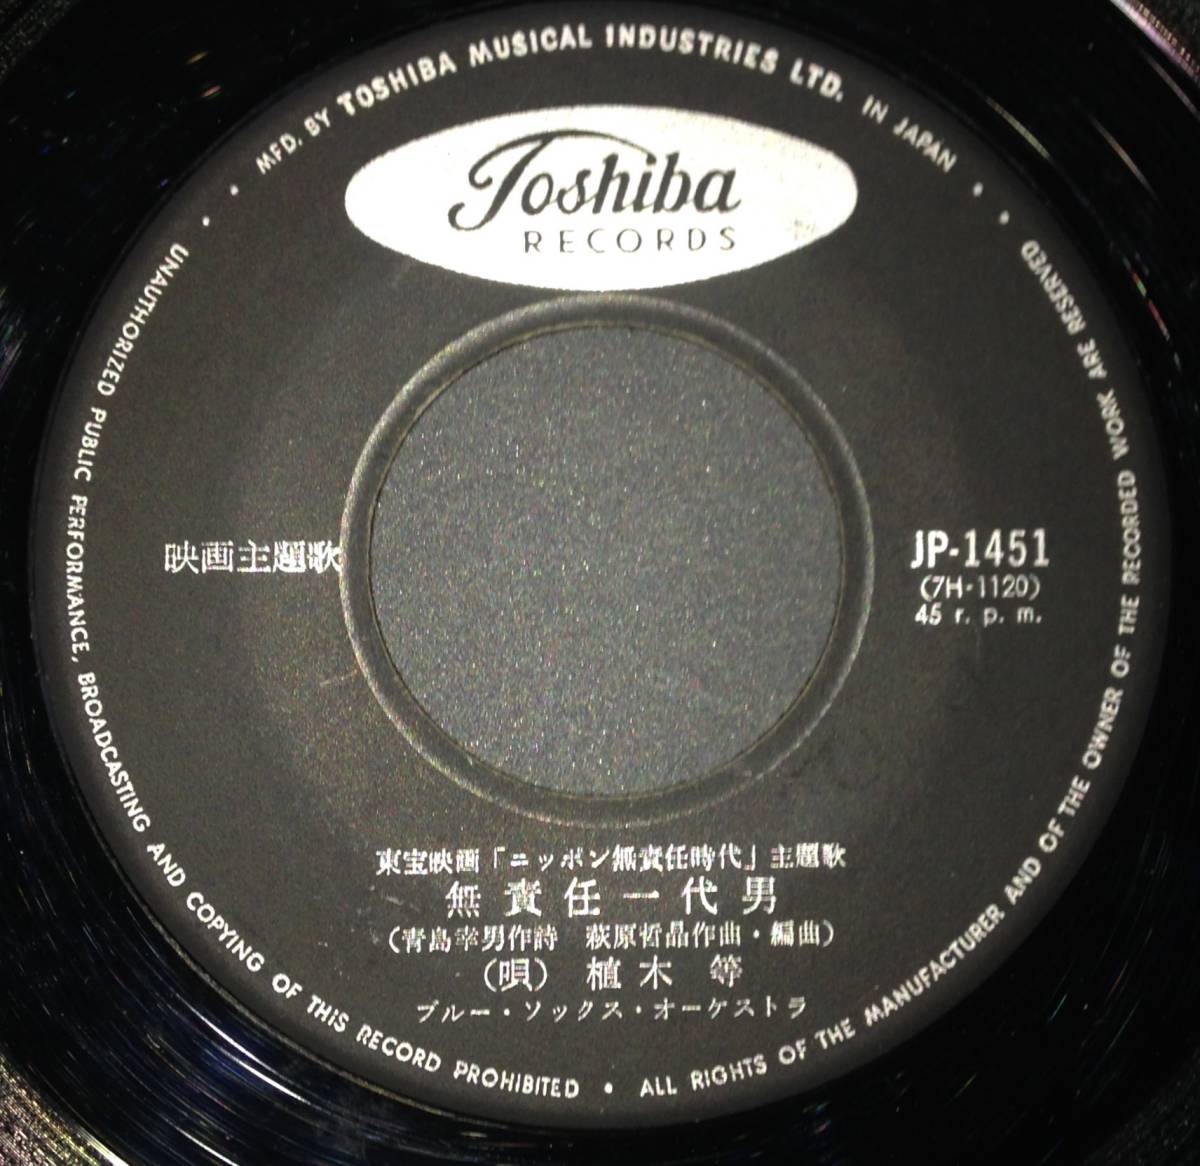 MFD. BY TOSHIBA MUSICAL INDUSTRIES LTD. IN JAPAN
Toshiba
RECORDS
映画主題歌
JP-1451
(7H-1120)
45 r. p. m.
東宝映画「ニッポン無責任時代」主題歌
無責任一代男
(青島幸男作詩 萩原哲晶作曲・編曲)
(唄) 植木 等
ブルー・ソックス・オーケストラ
UNAUTHORIZED PUBLIC PERFORMANCE, BROADCASTING AND COPYING OF THIS RECORD PROHIBITED • ALL RIGHTS OF THE MANUFACTURER AND OF THE OWNER OF THE RECORDED WORK ARE RESERVED